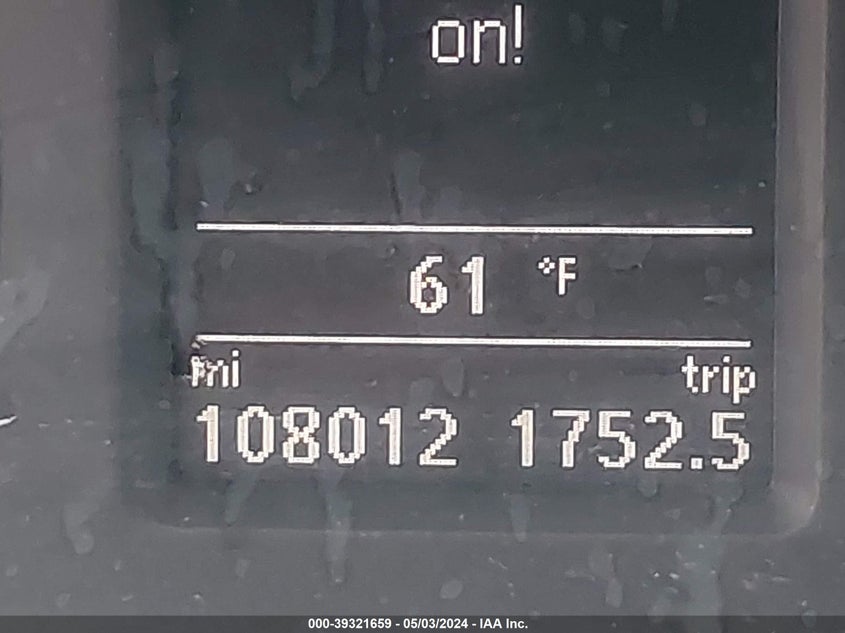 on!
61 °F
mi trip
108012 1752.5
000-39321659 - 05/03/2024 - IAA Inc.